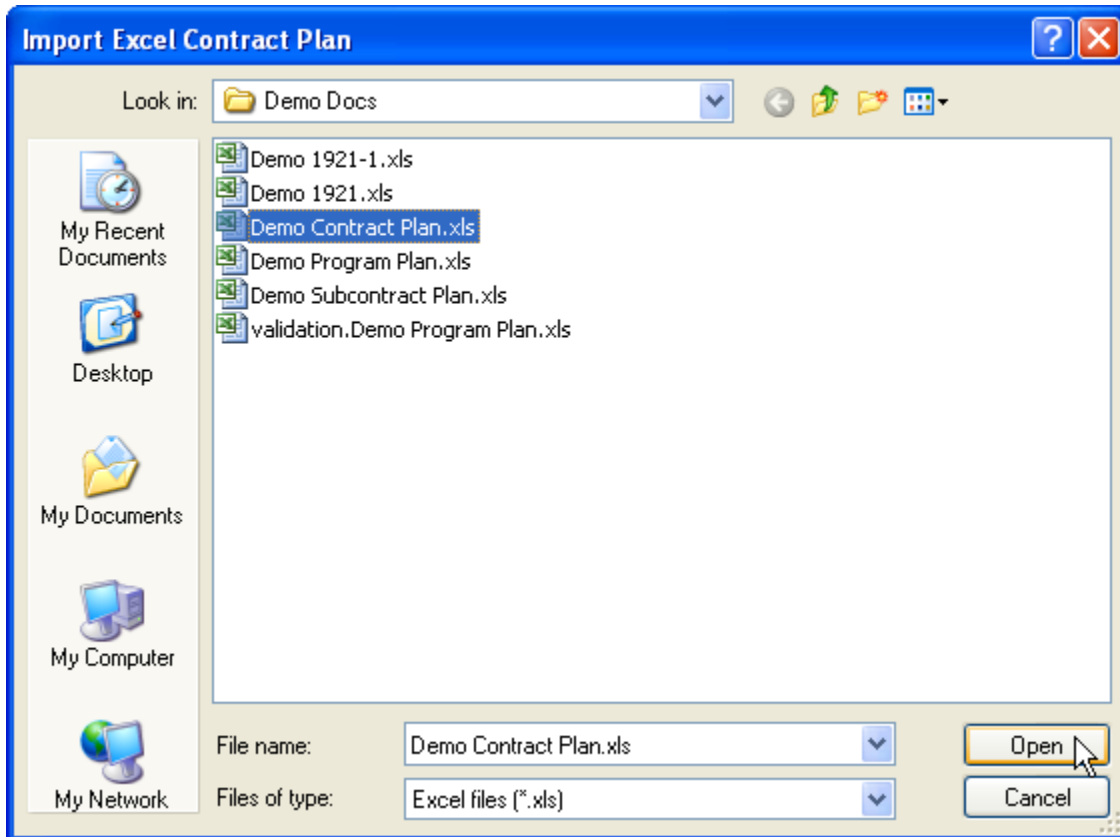 Import Excel Contract Plan
Look in:
Demo Docs
My Recent
Documents
Desktop
My Documents
My Computer
My Network
Demo 1921-1.xls
Demo 1921.xls
Demo Contract Plan.xls
Demo Program Plan.xls
Demo Subcontract Plan.xls
validation.Demo Program Plan.xls
File name:
Demo Contract Plan.xls
Open
Files of type:
Excel files (*.xls)
Cancel